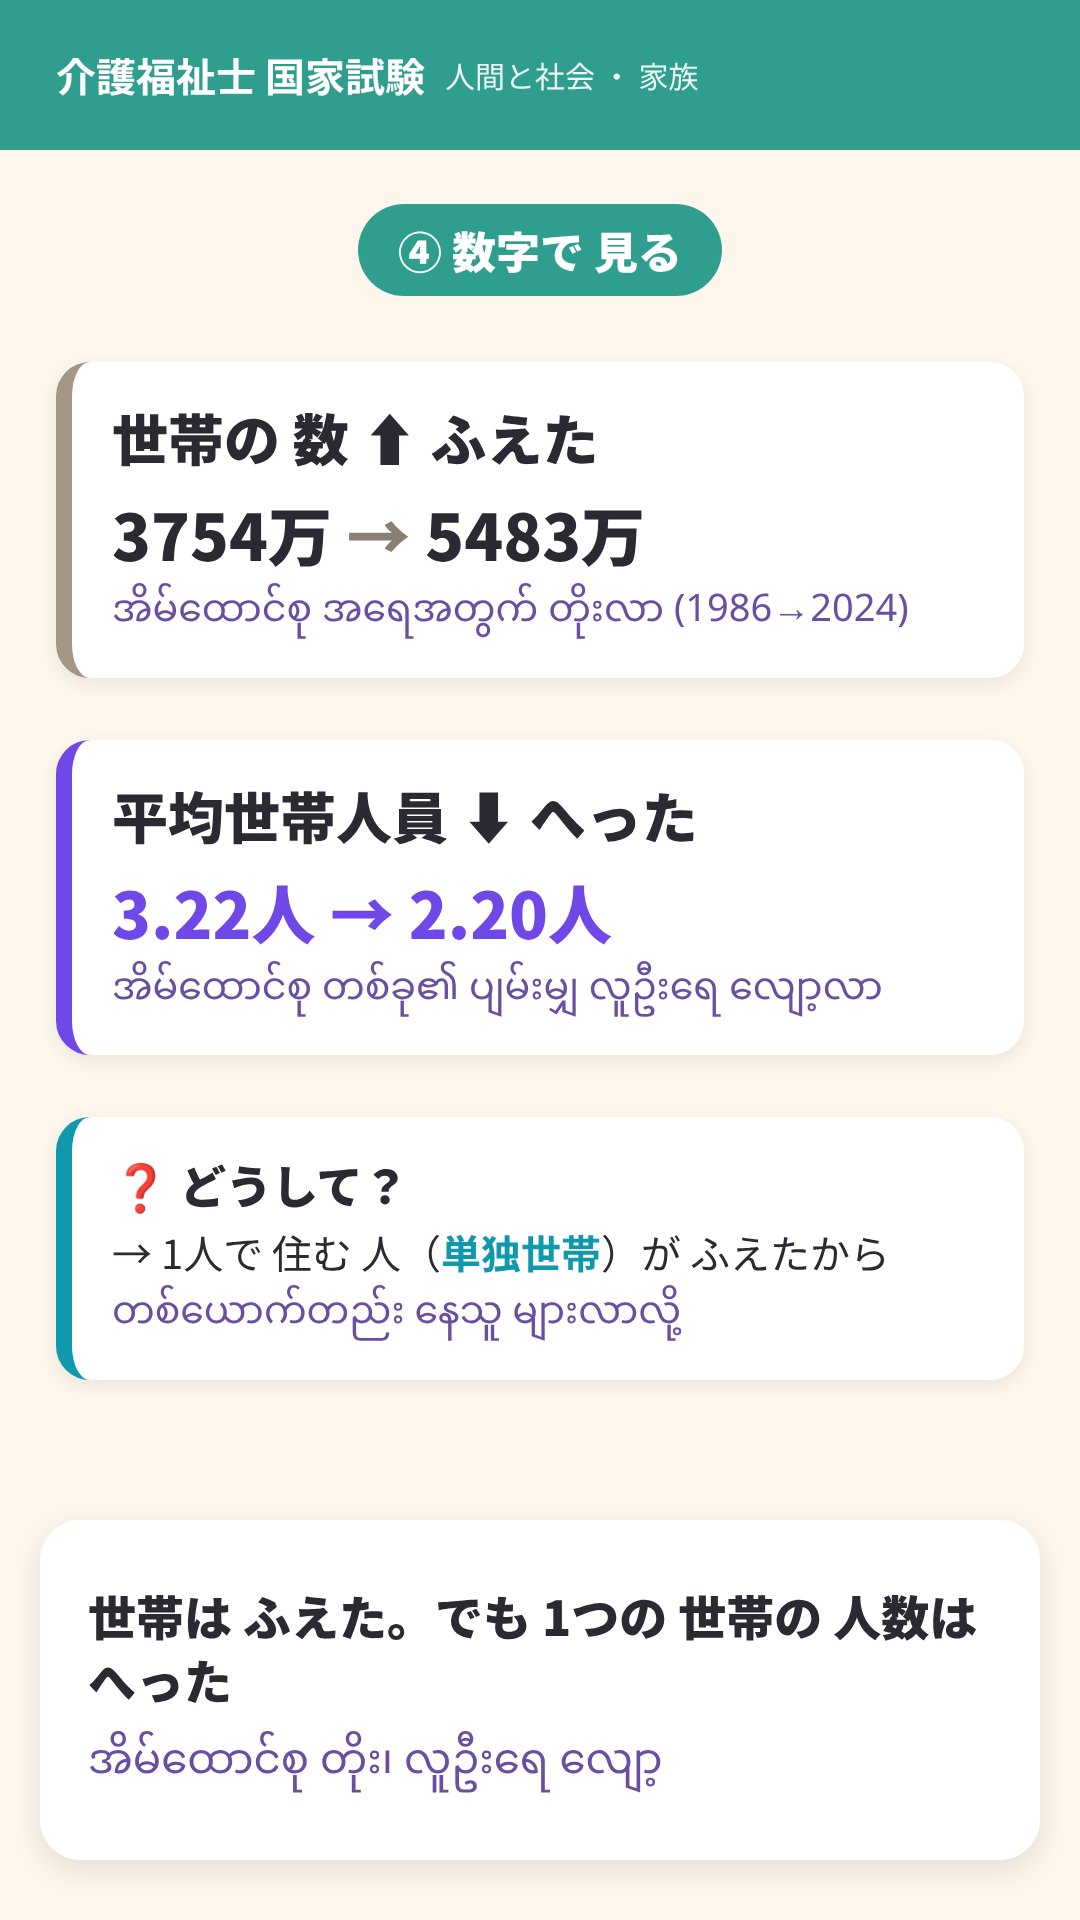 介護福祉士 国家試験 人間と社会 ・ 家族
④ 数字で 見る
世帯の 数 ⬆ ふえた
3754万 → 5483万
အိမ်ထောင်စု အရေအတွက် တိုးလာ (1986→2024)
平均世帯人員 ⬇ へった
3.22人 → 2.20人
အိမ်ထောင်စု တစ်ခု၏ ပျမ်းမျှ လူဦးရေ လျော့လာ
❓ どうして？
→ 1人で 住む 人（単独世帯）が ふえたから
တစ်ယောက်တည်း နေသူ များလာလို့
世帯は ふえた。でも 1つの 世帯の 人数は
へった
အိမ်ထောင်စု တိုး၊ လူဦးရေ လျော့